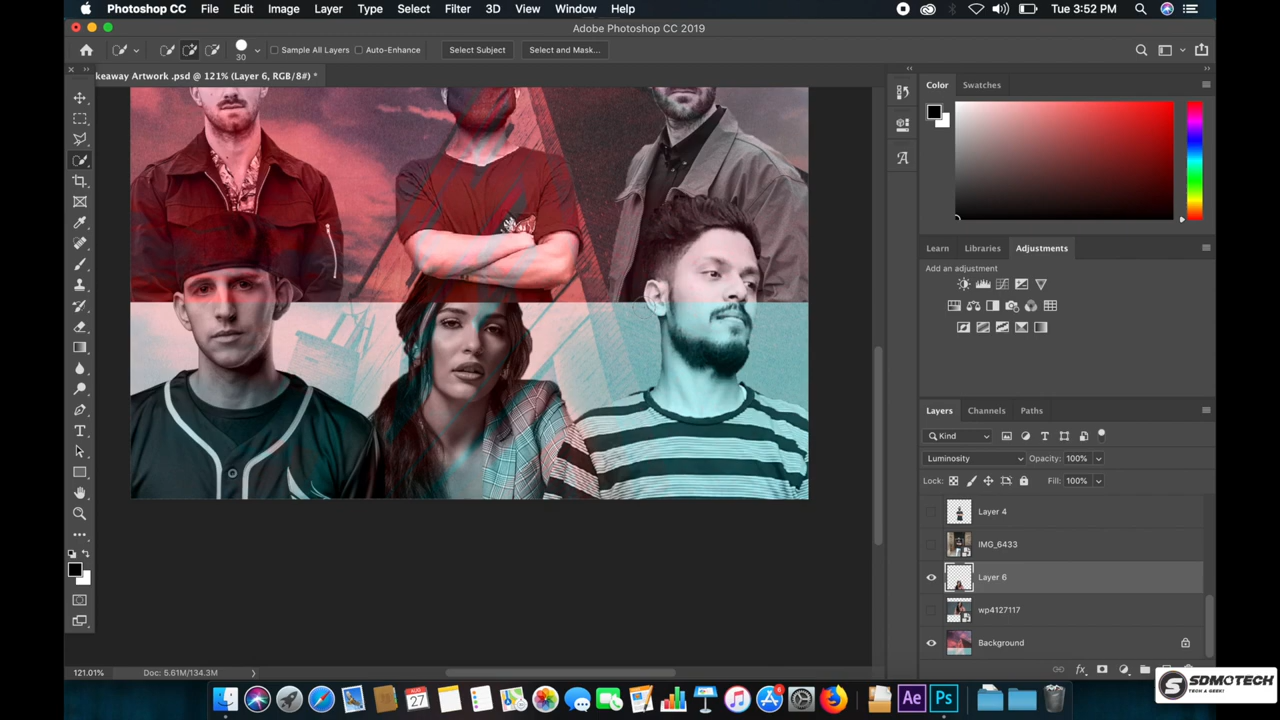 Photoshop CC File Edit Image Layer Type Select Filter 3D View Window Help Tue 3:52 PM
Adobe Photoshop CC 2019
30 Sample All Layers Auto-Enhance Select Subject Select and Mask...
keaway Artwork .psd @ 121% (Layer 6, RGB/8#) *
Color Swatches
Learn Libraries Adjustments
Add an adjustment
Layers Channels Paths
Kind
Luminosity Opacity: 100%
Lock: Fill: 100%
Layer 4
IMG_6433
Layer 6
wp4127117
Background
121.01% Doc: 5.61M/134.3M
SDMOTECH
TECH A GEEK!